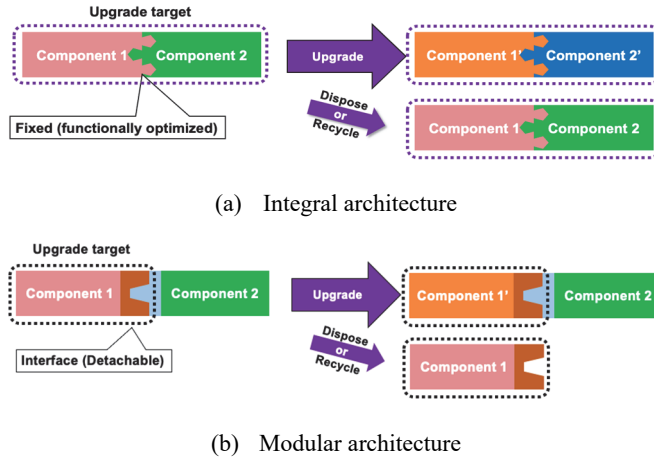 Upgrade target
Component 1 Component 2
Upgrade
Component 1' Component 2'
Fixed (functionally optimized)
Dispose
or
Recycle
Component 1 Component 2
(a) Integral architecture
Upgrade target
Component 1 Component 2
Upgrade
Component 1' Component 2
Interface (Detachable)
Dispose
or
Recycle
Component 1
(b) Modular architecture